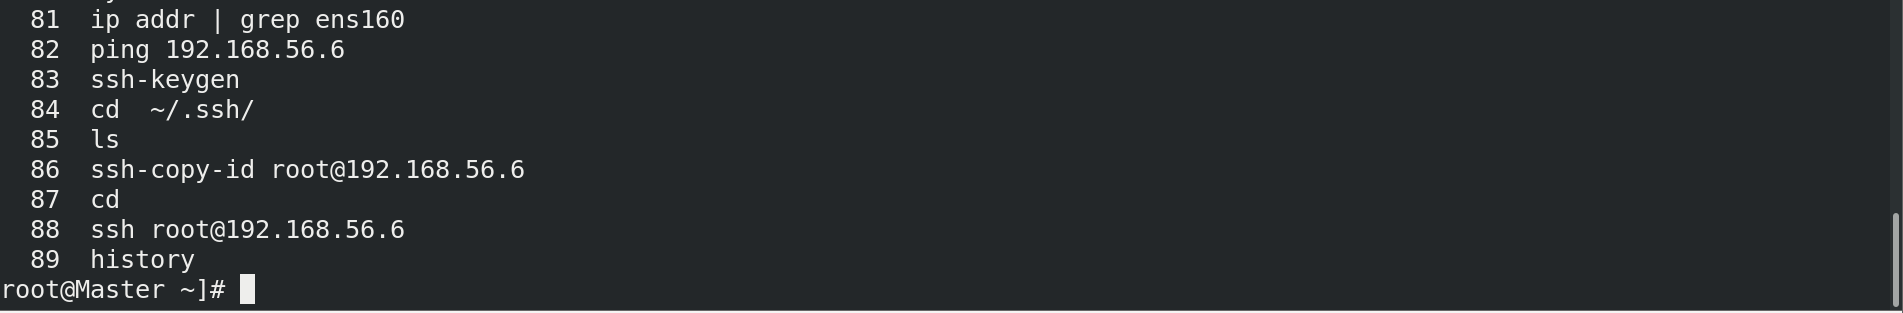 81  ip addr | grep ens160
82  ping 192.168.56.6
83  ssh-keygen
84  cd  ~/.ssh/
85  ls
86  ssh-copy-id root@192.168.56.6
87  cd
88  ssh root@192.168.56.6
89  history
root@Master ~]#